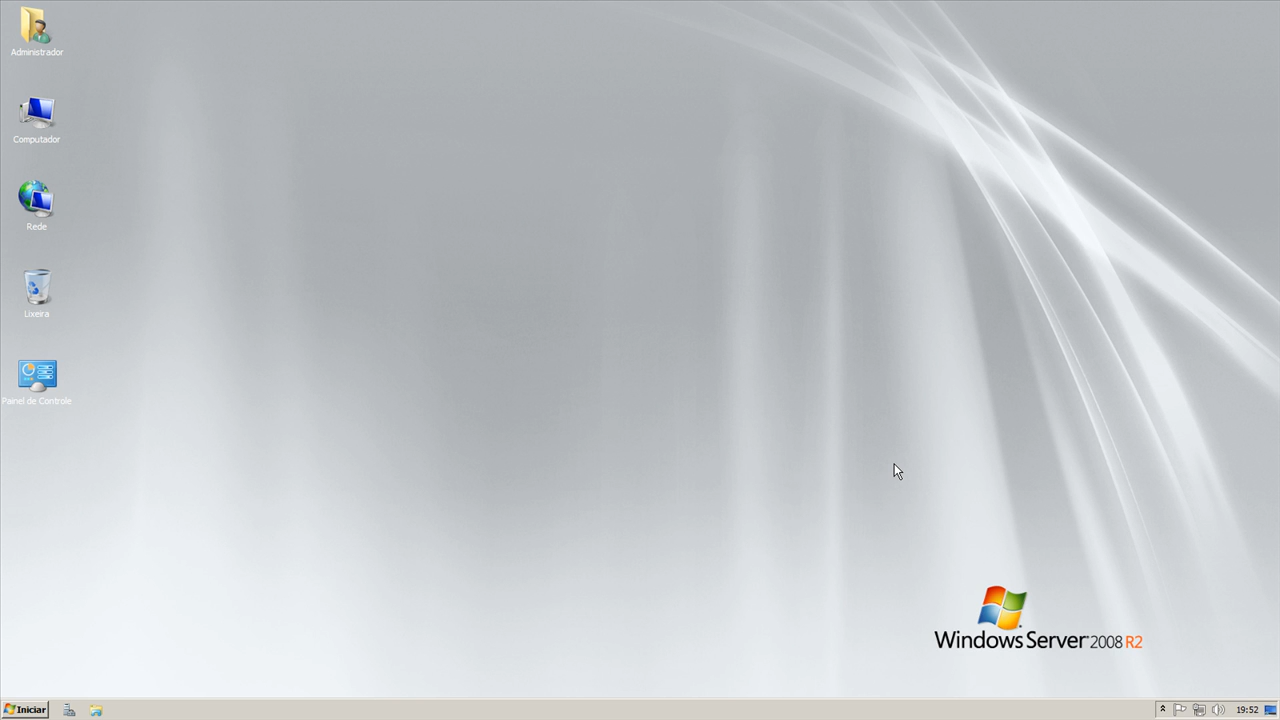 Administrador
Computador
Rede
Lixeira
Painel de Controle
Windows Server 2008 R2
Iniciar
19:52